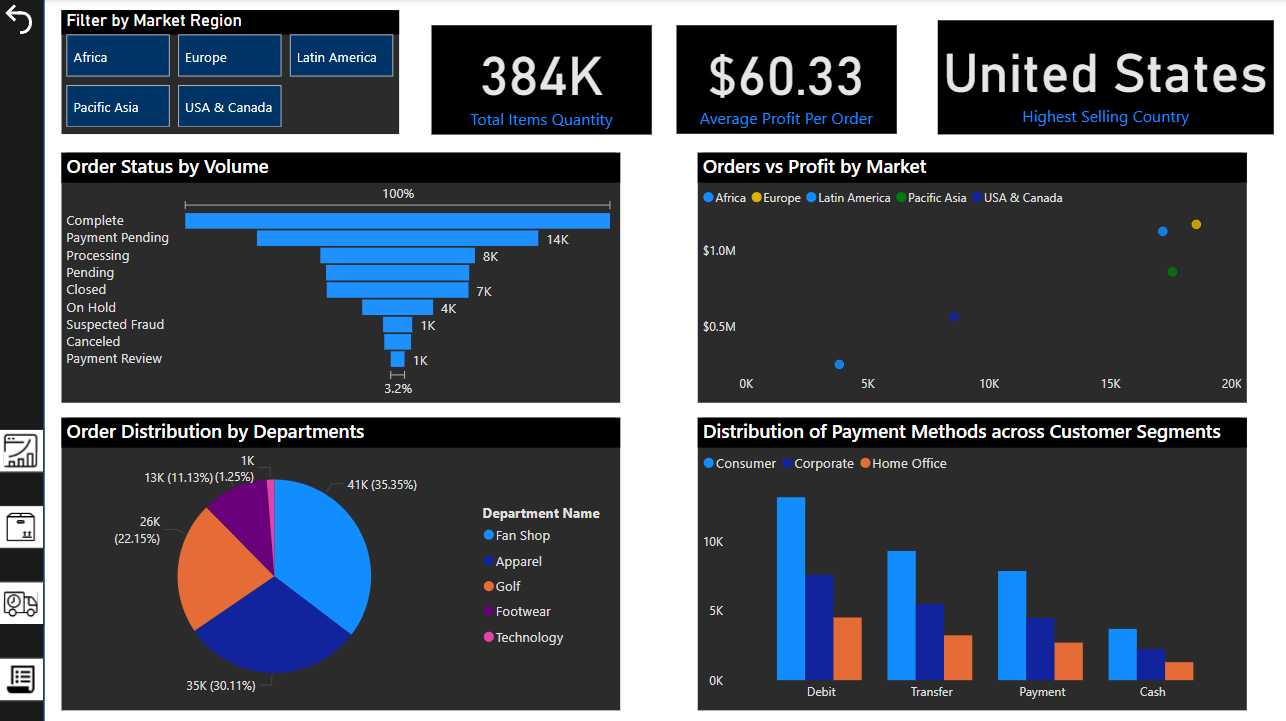 Filter by Market Region
Africa
Europe
Latin America
Pacific Asia
USA & Canada
384K
Total Items Quantity
$60.33
Average Profit Per Order
United States
Highest Selling Country
Order Status by Volume
100%
Complete
Payment Pending 14K
Processing 8K
Pending
Closed 7K
On Hold 4K
Suspected Fraud 1K
Canceled
Payment Review 1K
3.2%
Orders vs Profit by Market
Africa Europe Latin America Pacific Asia USA & Canada
$1.0M
$0.5M
0K 5K 10K 15K 20K
Order Distribution by Departments
1K
13K (11.13%) (1.25%)
41K (35.35%)
26K
(22.15%)
35K (30.11%)
Department Name
Fan Shop
Apparel
Golf
Footwear
Technology
Distribution of Payment Methods across Customer Segments
Consumer Corporate Home Office
10K
5K
0K
Debit Transfer Payment Cash